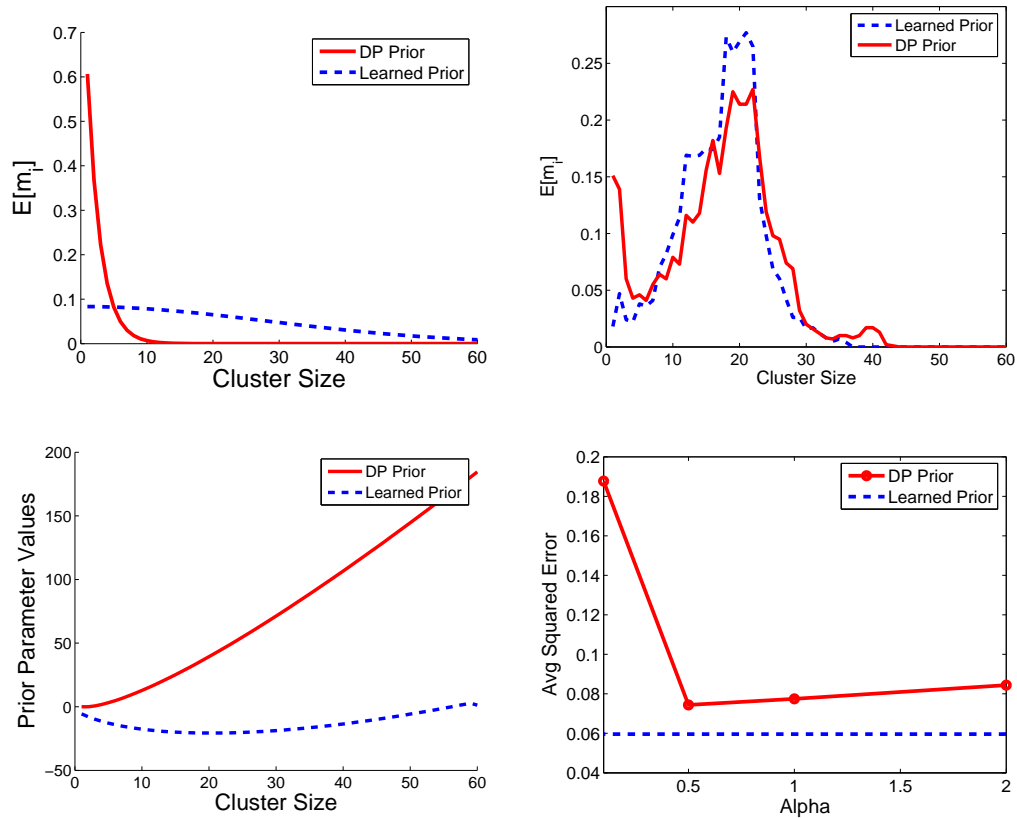 0.7
0.6
0.5
0.4
0.3
0.2
0.1
0
E[m_i]
DP Prior
Learned Prior
0 10 20 30 40 50 60
Cluster Size
0.25
0.2
0.15
0.1
0.05
0
E[m_i]
Learned Prior
DP Prior
0 10 20 30 40 50 60
Cluster Size
200
150
100
50
0
−50
Prior Parameter Values
DP Prior
Learned Prior
0 10 20 30 40 50 60
Cluster Size
0.2
0.18
0.16
0.14
0.12
0.1
0.08
0.06
0.04
Avg Squared Error
DP Prior
Learned Prior
0.5 1 1.5 2
Alpha